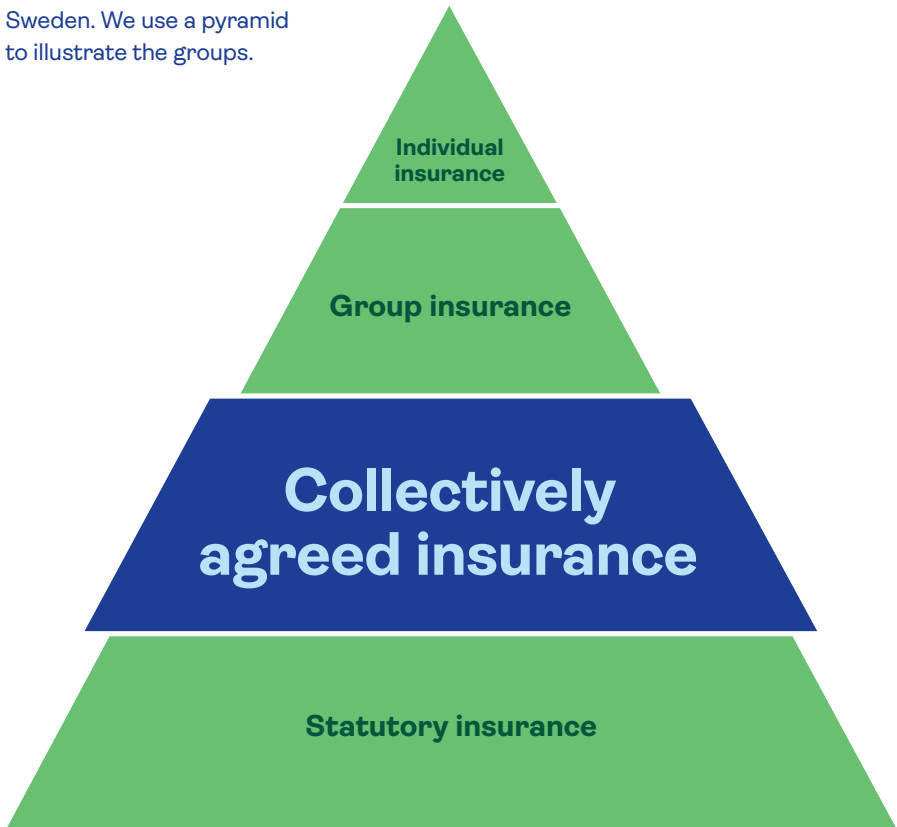 Sweden. We use a pyramid
to illustrate the groups.
Individual
insurance
Group insurance
Collectively
agreed insurance
Statutory insurance